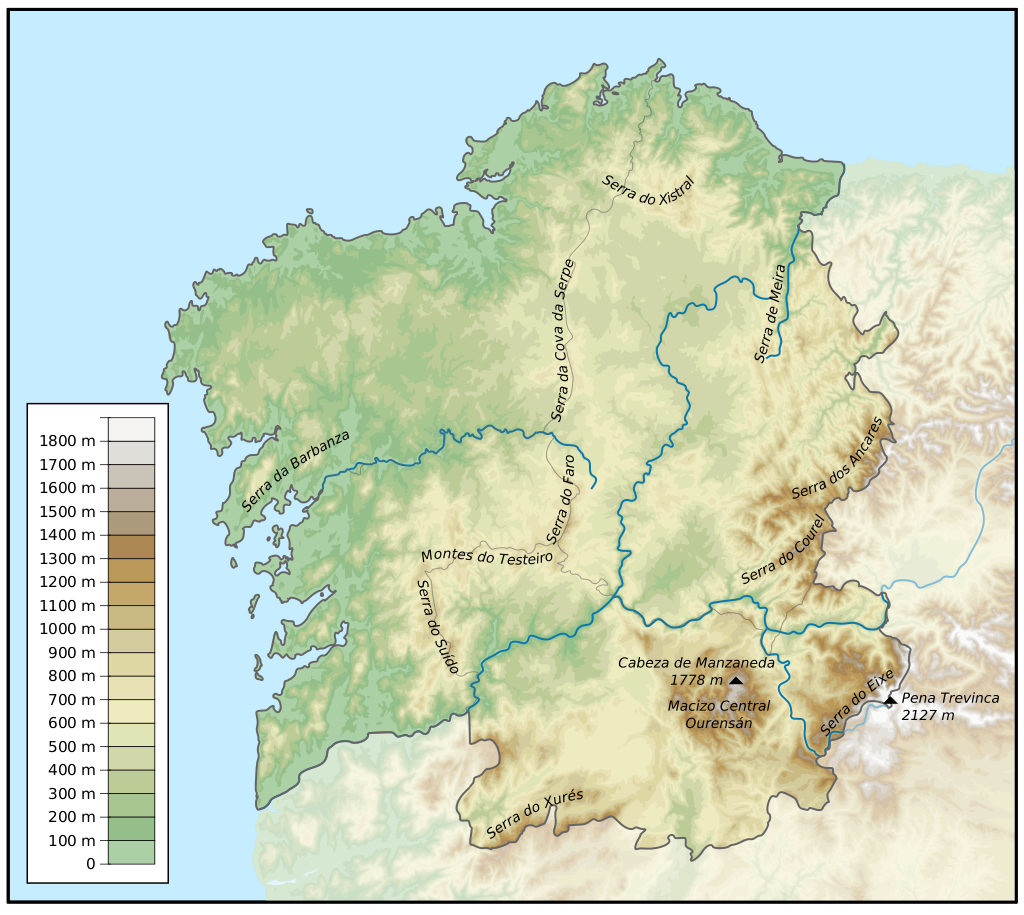 Serra do Xistral
Serra da Cova da Serpe
Serra de Meira
Serra da Barbanza
Serra do Faro
Serra dos Ancares
Montes do Testeiro
Serra do Courel
Serra do Suído
Cabeza de Manzaneda
1778 m
Macizo Central
Ourensán
Serra do Eixe
Pena Trevinca
2127 m
Serra do Xurés
1800 m
1700 m
1600 m
1500 m
1400 m
1300 m
1200 m
1100 m
1000 m
900 m
800 m
700 m
600 m
500 m
400 m
300 m
200 m
100 m
0